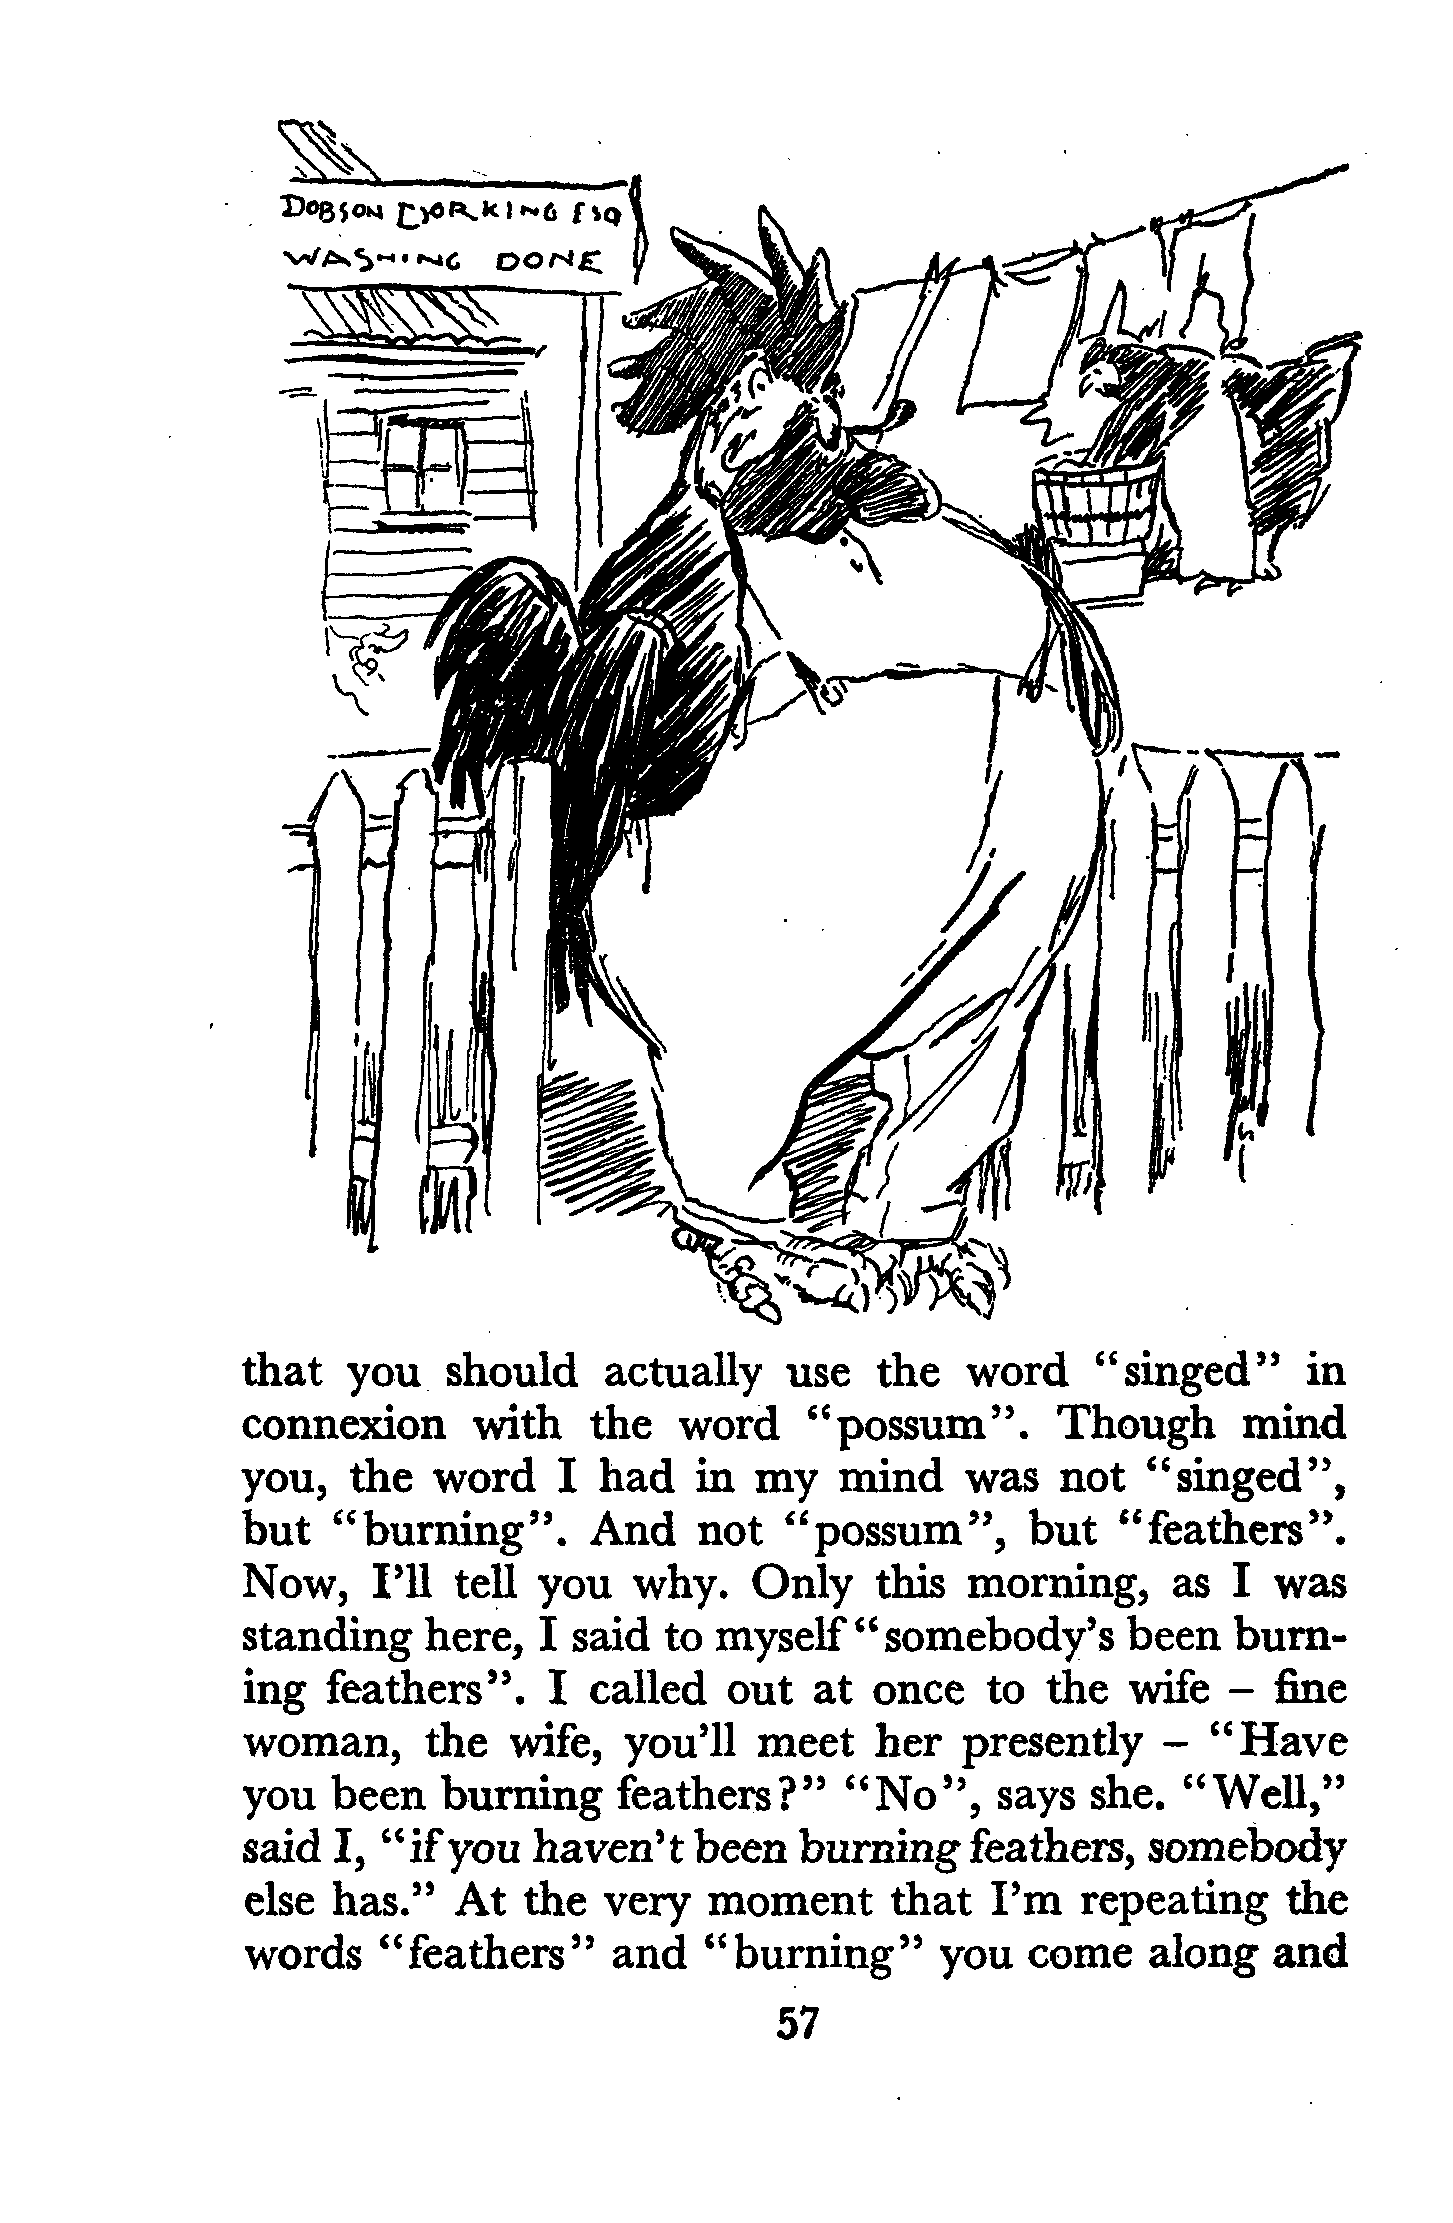 DOBSON DORKING ESQ
WASHING DONE
that you should actually use the word “singed” in
connexion with the word “possum”. Though mind
you, the word I had in my mind was not “singed”,
but “burning”. And not “possum”, but “feathers”.
Now, I’ll tell you why. Only this morning, as I was
standing here, I said to myself “somebody’s been burn-
ing feathers”. I called out at once to the wife – fine
woman, the wife, you’ll meet her presently – “Have
you been burning feathers?” “No”, says she. “Well,”
said I, “if you haven’t been burning feathers, somebody
else has.” At the very moment that I’m repeating the
words “feathers” and “burning” you come along and
57